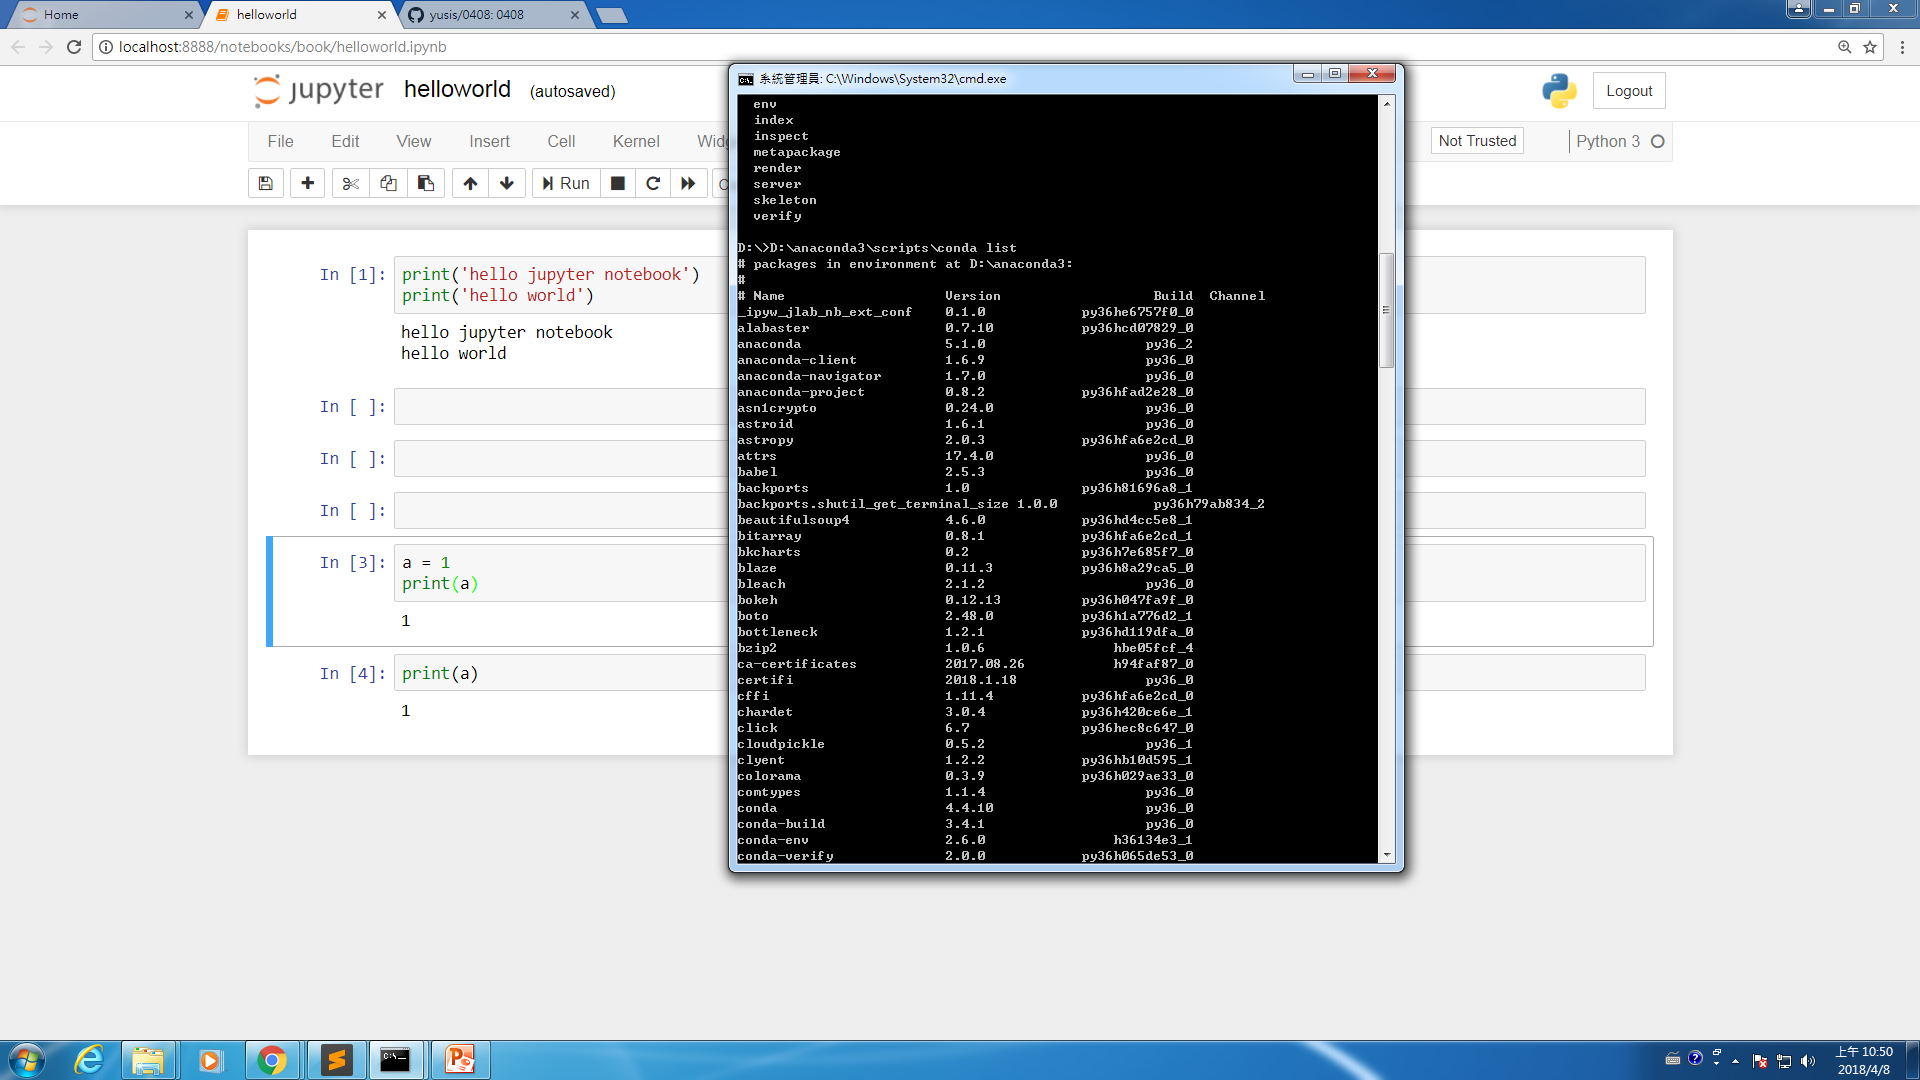 Home
helloworld
yusis/0408: 0408
localhost:8888/notebooks/book/helloworld.ipynb
jupyter helloworld (autosaved)
Logout
File Edit View Insert Cell Kernel Widg
Not Trusted
Python 3
Run
In [1]: print('hello jupyter notebook')
print('hello world')
hello jupyter notebook
hello world
In [ ]:
In [ ]:
In [ ]:
In [3]: a = 1
print(a)
1
In [4]: print(a)
1
系統管理員: C:\Windows\System32\cmd.exe
env
index
inspect
metapackage
render
server
skeleton
verify
D:\>D:\anaconda3\scripts\conda list
# packages in environment at D:\anaconda3:
#
# Name Version Build Channel
_ipyw_jlab_nb_ext_conf 0.1.0 py36he6757f0_0
alabaster 0.7.10 py36hcd07829_0
anaconda 5.1.0 py36_2
anaconda-client 1.6.9 py36_0
anaconda-navigator 1.7.0 py36_0
anaconda-project 0.8.2 py36hfad2e28_0
asn1crypto 0.24.0 py36_0
astroid 1.6.1 py36_0
astropy 2.0.3 py36hfa6e2cd_0
attrs 17.4.0 py36_0
babel 2.5.3 py36_0
backports 1.0 py36h81696a8_1
backports.shutil_get_terminal_size 1.0.0 py36h79ab834_2
beautifulsoup4 4.6.0 py36hd4cc5e8_1
bitarray 0.8.1 py36hfa6e2cd_1
bkcharts 0.2 py36h7e685f7_0
blaze 0.11.3 py36h8a29ca5_0
bleach 2.1.2 py36_0
bokeh 0.12.13 py36h047fa9f_0
boto 2.48.0 py36h1a776d2_1
bottleneck 1.2.1 py36hd119dfa_0
bzip2 1.0.6 hbe05fcf_4
ca-certificates 2017.08.26 h94faf87_0
certifi 2018.1.18 py36_0
cffi 1.11.4 py36hfa6e2cd_0
chardet 3.0.4 py36h420ce6e_1
click 6.7 py36hec8c647_0
cloudpickle 0.5.2 py36_1
clyent 1.2.2 py36hb10d595_1
colorama 0.3.9 py36h029ae33_0
comtypes 1.1.4 py36_0
conda 4.4.10 py36_0
conda-build 3.4.1 py36_0
conda-env 2.6.0 h36134e3_1
conda-verify 2.0.0 py36h065de53_0
上午 10:50
2018/4/8